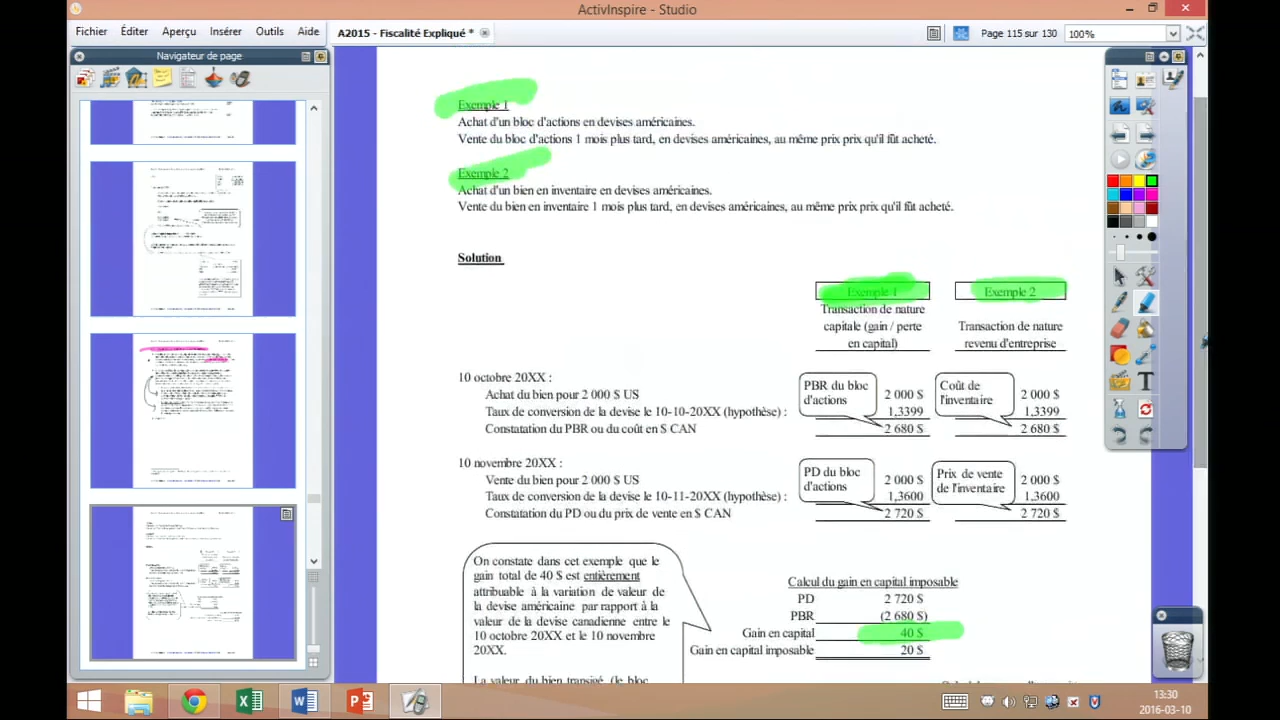 ActivInspire - Studio
Fichier Éditer Aperçu Insérer Outils Aide
A2015 - Fiscalité Expliqué *
Page 115 sur 130
100%
Navigateur de page
Exemple 1
Achat d'un bloc d'actions en devises américaines.
Vente du bloc d'actions 1 mois plus tard, en devises américaines, au même prix prix qu'il fût acheté.
Exemple 2
Achat d'un bien en inventaire en devises américaines.
Vente du bien en inventaire 1 mois plus tard, en devises américaines, au même prix prix qu'il fût acheté.
Solution
Exemple 1 Exemple 2
Transaction de nature
capitale (gain / perte Transaction de nature
en capital) revenu d'entreprise
10 octobre 20XX :
PBR du bloc Coût de
Achat du bien pour 2 000 $ US d'actions 2 000 $ l'inventaire 2 000 $
Taux de conversion de la devise le 10-10-20XX (hypothèse) : 1,3399 1,3399
Constatation du PBR ou du coût en $ CAN 2 680 $ 2 680 $
10 novembre 20XX :
PD du bloc Prix de vente
Vente du bien pour 2 000 $ US d'actions 2 000 $ de l'inventaire 2 000 $
Taux de conversion de la devise le 10-11-20XX (hypothèse) : 1,3600 1,3600
Constatation du PD ou du prix de vente en $ CAN 2 720 $ 2 720 $
On constate dans cet exemple que le
gain total de 40 $ est entièrement
attribuable à la variation de valeur de
la devise américaine par rapport à la
valeur de la devise canadienne entre le
10 octobre 20XX et le 10 novembre
20XX.
La valeur du bien transigé (le bloc
Calcul du gain en capital imposable
PD 2 720 $
PBR (2 680 $)
Gain en capital 40 $
Gain en capital imposable 20 $
13:30
2016-03-10